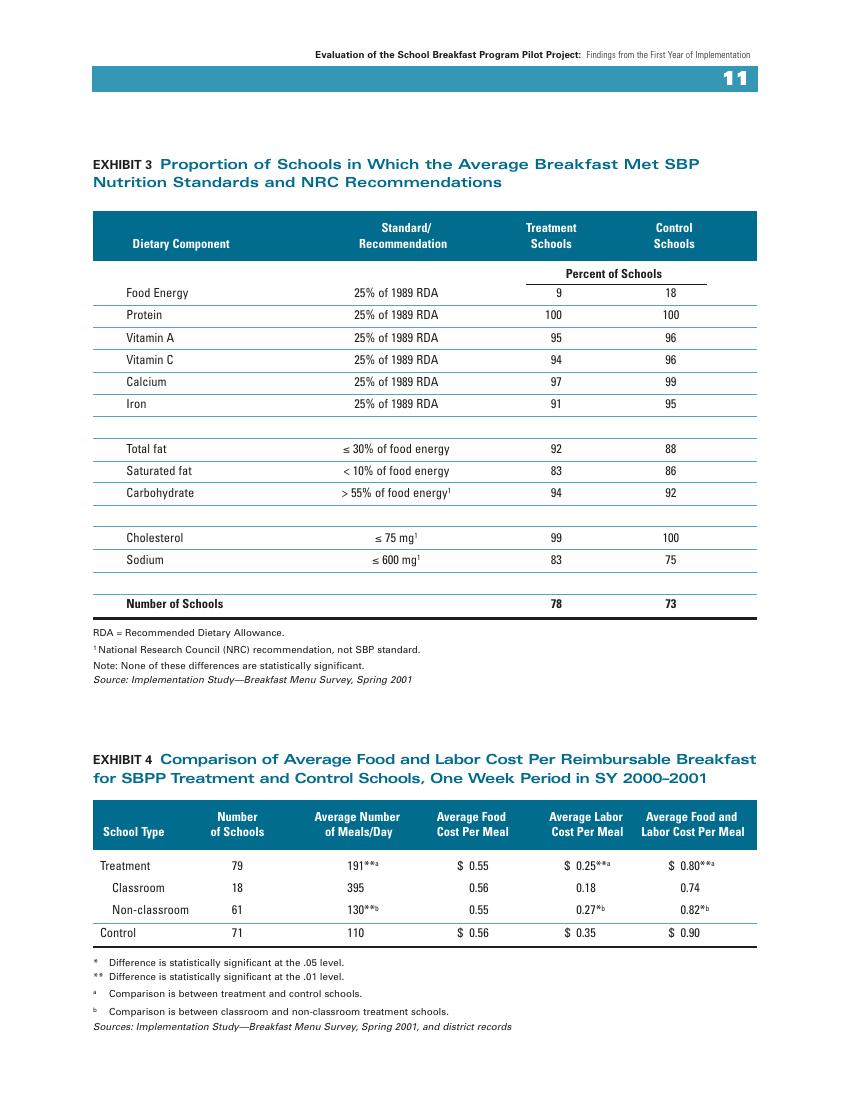 Evaluation of the School Breakfast Program Pilot Project: Findings from the First Year of Implementation
11
EXHIBIT 3 Proportion of Schools in Which the Average Breakfast Met SBP
Nutrition Standards and NRC Recommendations
Standard/ Treatment Control
Dietary Component Recommendation Schools Schools
Percent of Schools
Food Energy 25% of 1989 RDA 9 18
Protein 25% of 1989 RDA 100 100
Vitamin A 25% of 1989 RDA 95 96
Vitamin C 25% of 1989 RDA 94 96
Calcium 25% of 1989 RDA 97 99
Iron 25% of 1989 RDA 91 95
Total fat ≤ 30% of food energy 92 88
Saturated fat < 10% of food energy 83 86
Carbohydrate > 55% of food energy¹ 94 92
Cholesterol ≤ 75 mg¹ 99 100
Sodium ≤ 600 mg¹ 83 75
Number of Schools 78 73
RDA = Recommended Dietary Allowance.
¹ National Research Council (NRC) recommendation, not SBP standard.
Note: None of these differences are statistically significant.
Source: Implementation Study—Breakfast Menu Survey, Spring 2001
EXHIBIT 4 Comparison of Average Food and Labor Cost Per Reimbursable Breakfast
for SBPP Treatment and Control Schools, One Week Period in SY 2000–2001
Number Average Number Average Food Average Labor Average Food and
School Type of Schools of Meals/Day Cost Per Meal Cost Per Meal Labor Cost Per Meal
Treatment 79 191**ᵃ $ 0.55 $ 0.25**ᵃ $ 0.80**ᵃ
Classroom 18 395 0.56 0.18 0.74
Non-classroom 61 130**ᵇ 0.55 0.27*ᵇ 0.82*ᵇ
Control 71 110 $ 0.56 $ 0.35 $ 0.90
* Difference is statistically significant at the .05 level.
** Difference is statistically significant at the .01 level.
ᵃ Comparison is between treatment and control schools.
ᵇ Comparison is between classroom and non-classroom treatment schools.
Sources: Implementation Study—Breakfast Menu Survey, Spring 2001, and district records